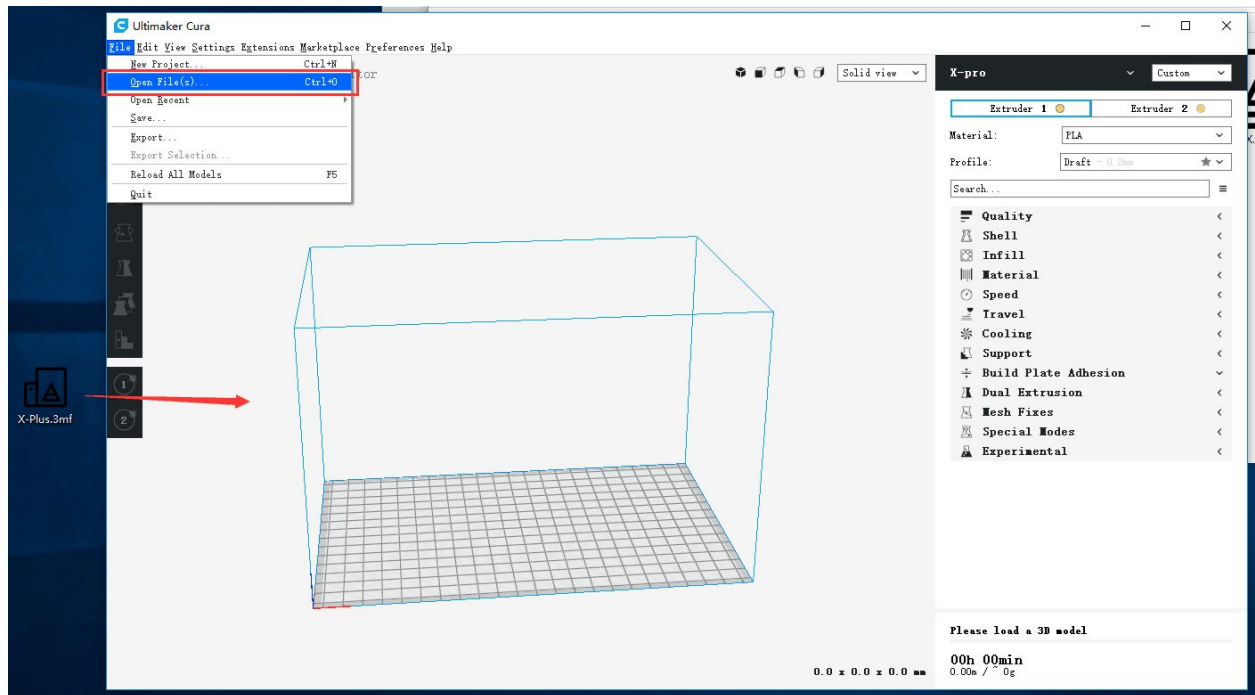 Ultimaker Cura
File Edit View Settings Extensions Marketplace Preferences Help
New Project... Ctrl+N
Open File(s)... Ctrl+O
Open Recent
Save...
Export...
Export Selection...
Reload All Models F5
Quit
tor
Solid view
X-pro Custom
Extruder 1 Extruder 2
Material: PLA
Profile: Draft - 0.2mm
Search...
Quality
Shell
Infill
Material
Speed
Travel
Cooling
Support
Build Plate Adhesion
Dual Extrusion
Mesh Fixes
Special Modes
Experimental
1
2
X-Plus.3mf
Please load a 3D model
00h 00min
0.00m / ~ 0g
0.0 x 0.0 x 0.0 mm